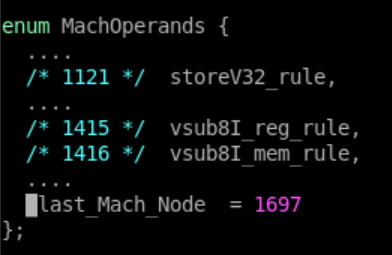 enum MachOperands {
....
/* 1121 */ storeV32_rule,
....
/* 1415 */ vsub8I_reg_rule,
/* 1416 */ vsub8I_mem_rule,
....
last_Mach_Node = 1697
};